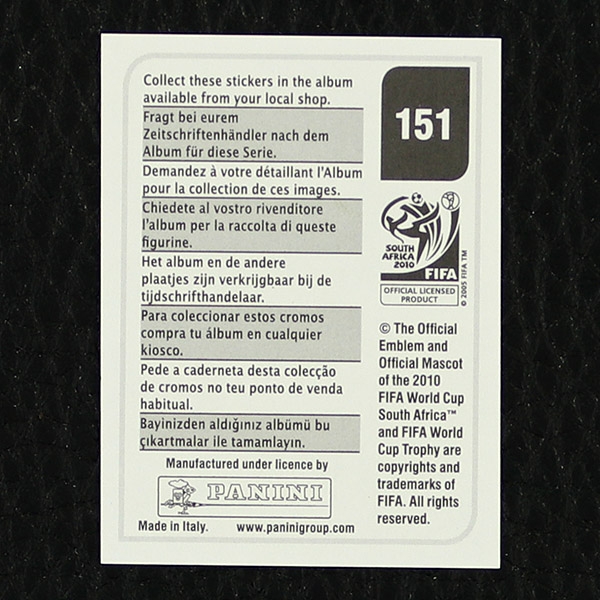 Collect these stickers in the album
available from your local shop.
Fragt bei eurem
Zeitschriftenhändler nach dem
Album für diese Serie.
Demandez à votre détaillant l'Album
pour la collection de ces images.
Chiedete al vostro rivenditore
l'album per la raccolta di queste
figurine.
Het album en de andere
plaatjes zijn verkrijgbaar bij de
tijdschrifthandelaar.
Para coleccionar estos cromos
compra tu álbum en cualquier
kiosco.
Pede a caderneta desta colecção
de cromos no teu ponto de venda
habitual.
Bayinizden aldığınız albümü bu
çıkartmalar ile tamamlayın.
Manufactured under licence by
PANINI
Made in Italy. www.paninigroup.com
151
SOUTH
AFRICA
2010
FIFA
© 2005 FIFA TM
OFFICIAL LICENSED
PRODUCT
© The Official
Emblem and
Official Mascot
of the 2010
FIFA World Cup
South Africa™
and FIFA World
Cup Trophy are
copyrights and
trademarks of
FIFA. All rights
reserved.